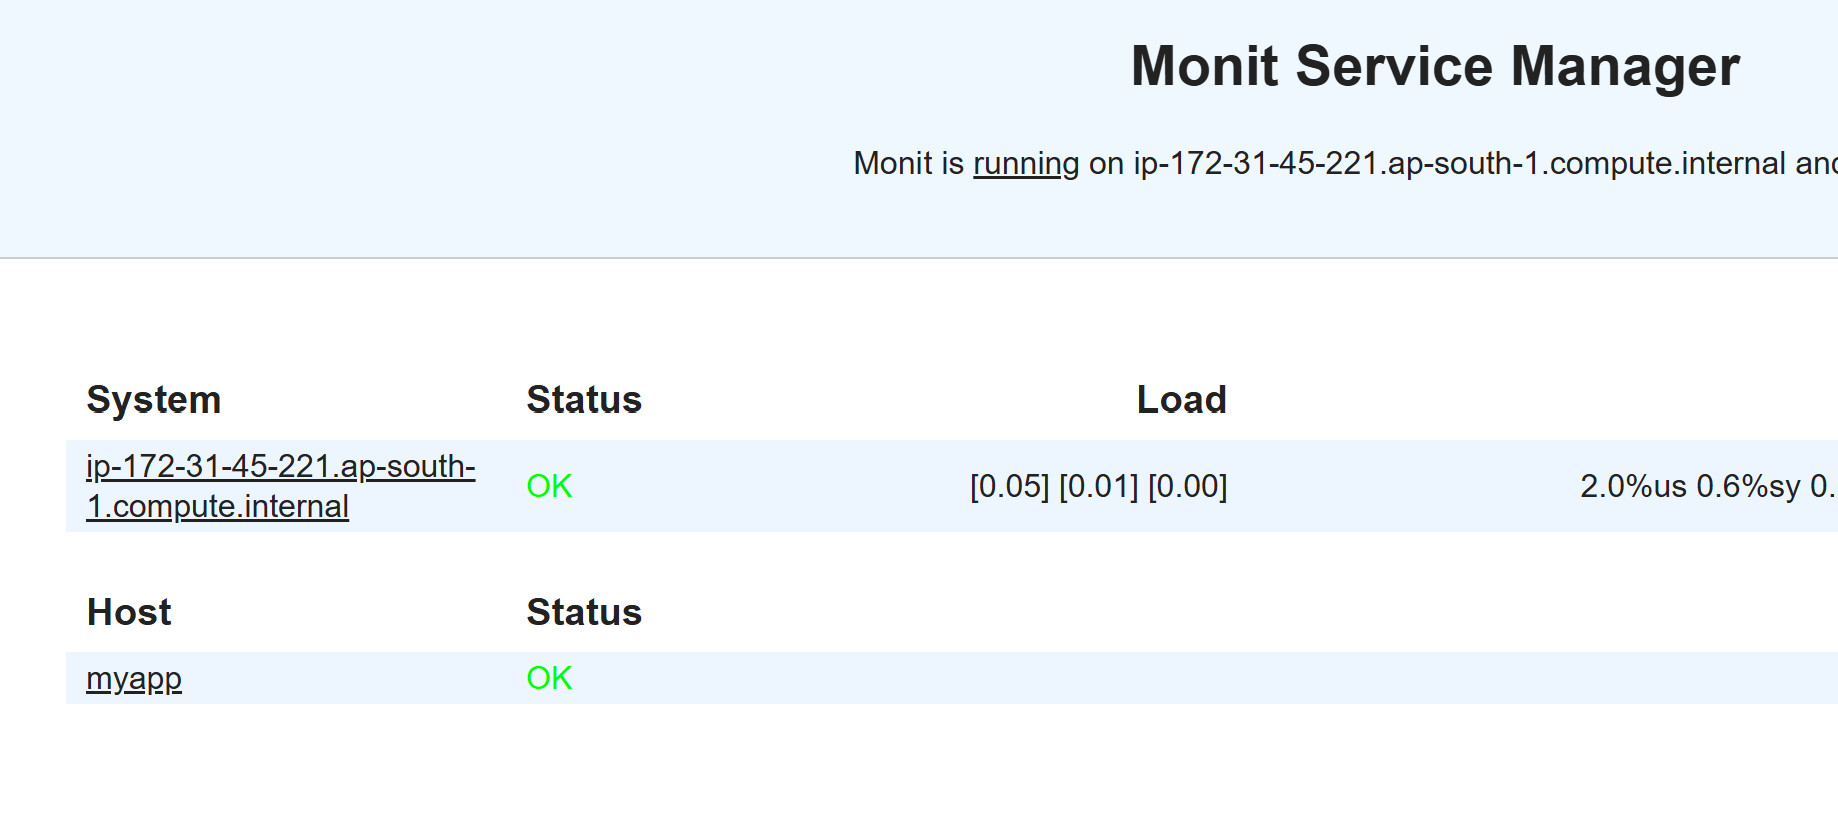 Monit Service Manager
Monit is running on ip-172-31-45-221.ap-south-1.compute.internal
System Status Load
ip-172-31-45-221.ap-south-
1.compute.internal
OK [0.05] [0.01] [0.00] 2.0%us 0.6%sy 0.
Host Status
myapp OK